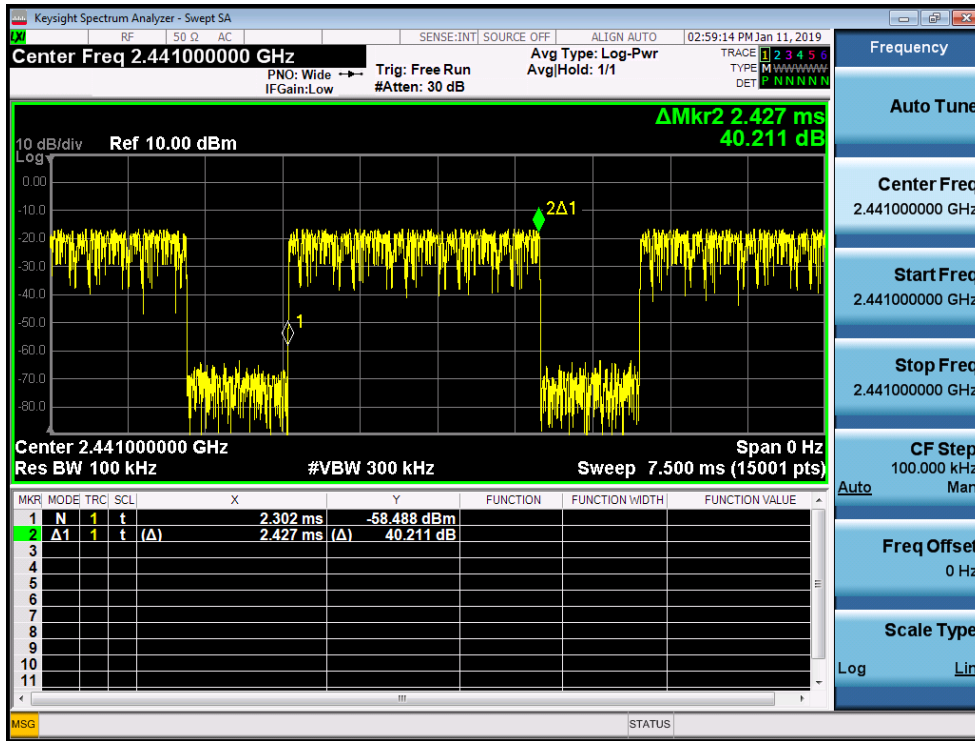 Keysight Spectrum Analyzer - Swept SA
LXI RF 50 Ω AC SENSE:INT SOURCE OFF ALIGN AUTO 02:59:14 PM Jan 11, 2019
Center Freq 2.441000000 GHz
PNO: Wide
IFGain:Low
Trig: Free Run
#Atten: 30 dB
Avg Type: Log-Pwr
Avg|Hold: 1/1
TRACE 1 2 3 4 5 6
TYPE M WWWWW
DET P N N N N N
ΔMkr2 2.427 ms
40.211 dB
10 dB/div Ref 10.00 dBm
Log
0.00
-10.0
-20.0
-30.0
-40.0
-50.0
-60.0
-70.0
-80.0
2Δ1
1
Center 2.441000000 GHz Span 0 Hz
Res BW 100 kHz #VBW 300 kHz Sweep 7.500 ms (15001 pts)
MKR MODE TRC SCL X Y FUNCTION FUNCTION WIDTH FUNCTION VALUE
1 N 1 t 2.302 ms -58.488 dBm
2 Δ1 1 t (Δ) 2.427 ms (Δ) 40.211 dB
3
4
5
6
7
8
9
10
11
MSG STATUS
Frequency
Auto Tune
Center Freq
2.441000000 GHz
Start Freq
2.441000000 GHz
Stop Freq
2.441000000 GHz
CF Step
100.000 kHz
Auto Man
Freq Offset
0 Hz
Scale Type
Log Lin